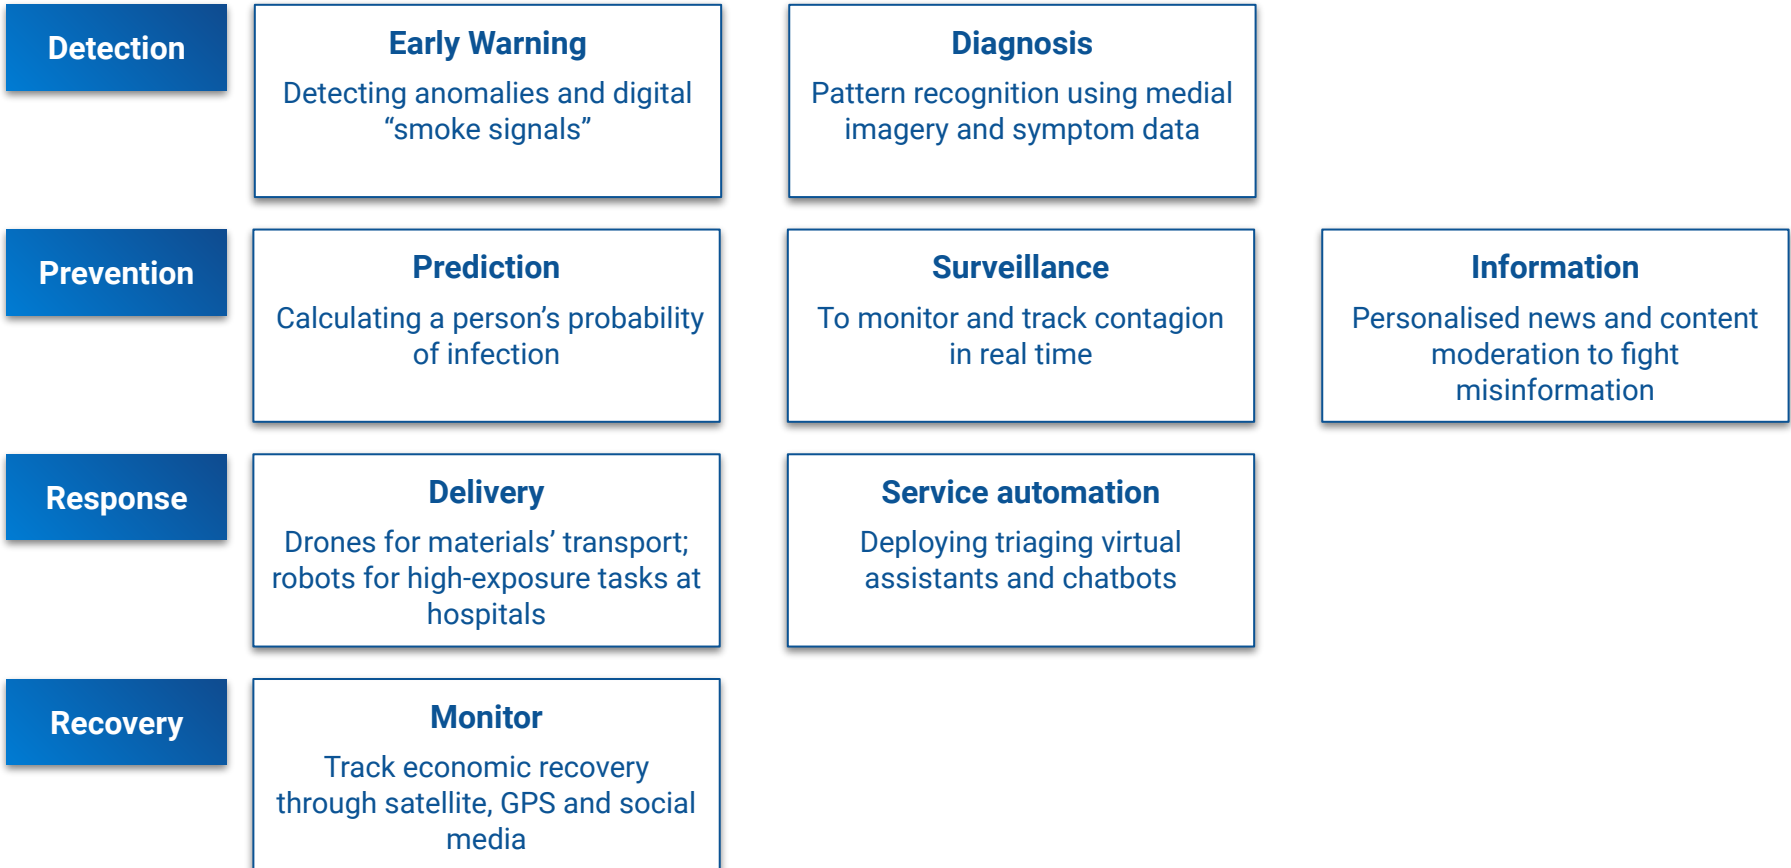 Detection
Early Warning
Detecting anomalies and digital
“smoke signals”
Diagnosis
Pattern recognition using medial
imagery and symptom data
Prevention
Prediction
Calculating a person’s probability
of infection
Surveillance
To monitor and track contagion
in real time
Information
Personalised news and content
moderation to fight
misinformation
Response
Delivery
Drones for materials’ transport;
robots for high-exposure tasks at
hospitals
Service automation
Deploying triaging virtual
assistants and chatbots
Recovery
Monitor
Track economic recovery
through satellite, GPS and social
media